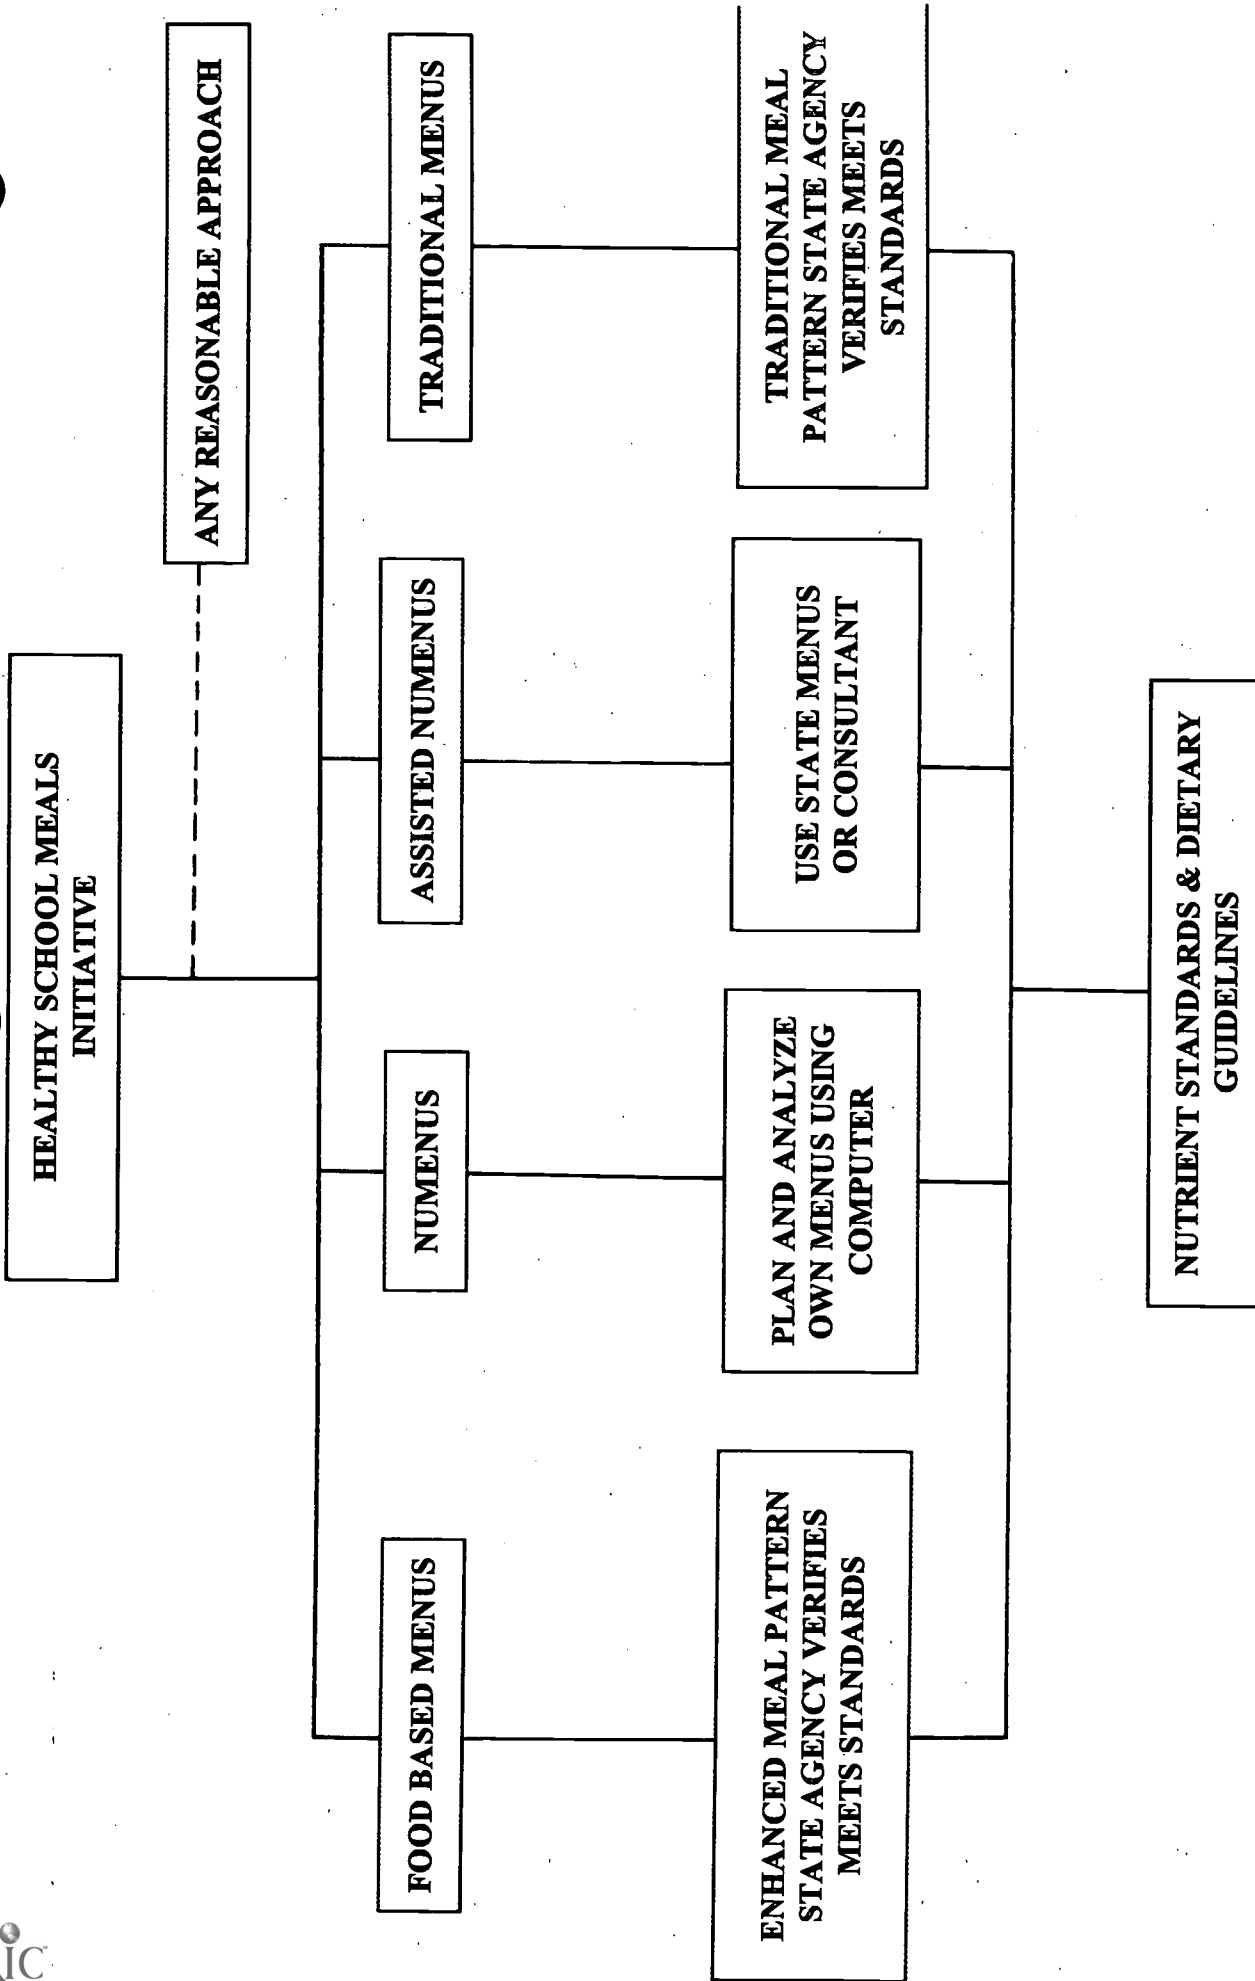 HEALTHY SCHOOL MEALS
INITIATIVE
ANY REASONABLE APPROACH
FOOD BASED MENUS
NUMENUS
ASSISTED NUMENUS
TRADITIONAL MENUS
ENHANCED MEAL PATTERN
STATE AGENCY VERIFIES
MEETS STANDARDS
PLAN AND ANALYZE
OWN MENUS USING
COMPUTER
USE STATE MENUS
OR CONSULTANT
TRADITIONAL MEAL
PATTERN STATE AGENCY
VERIFIES MEETS
STANDARDS
NUTRIENT STANDARDS & DIETARY
GUIDELINES